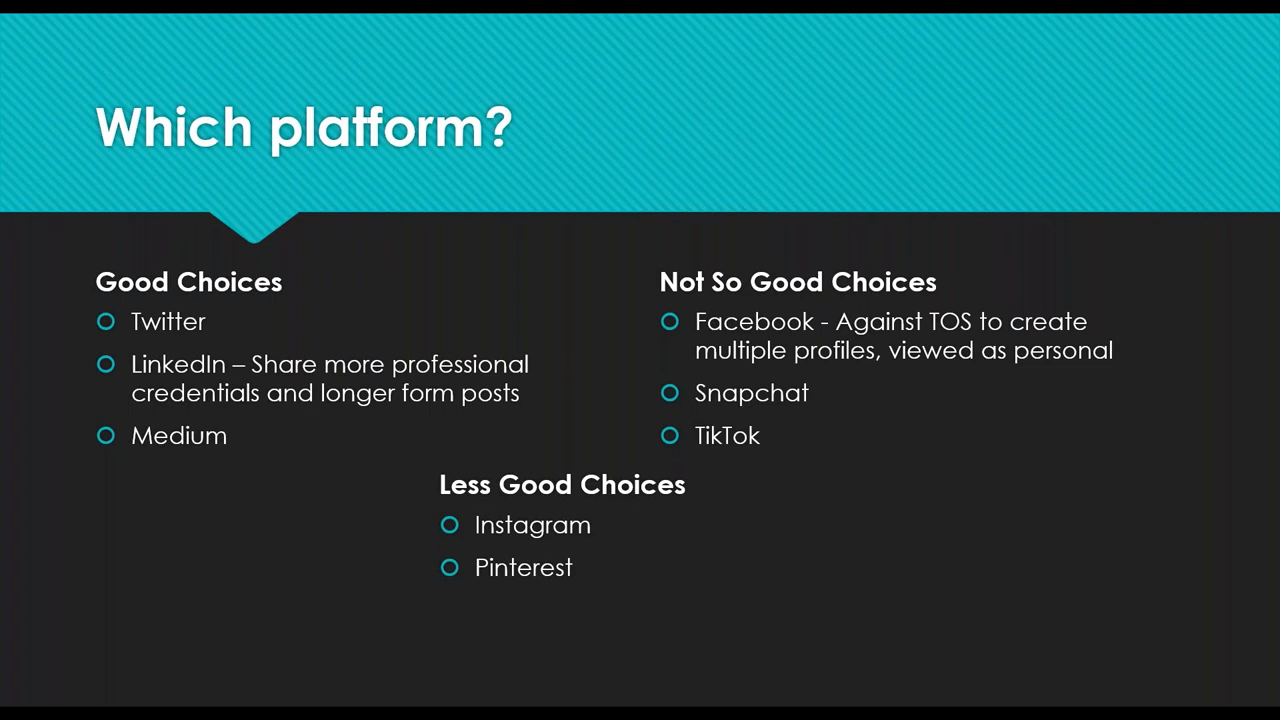 Which platform?
Good Choices
Twitter
LinkedIn – Share more professional
credentials and longer form posts
Medium
Not So Good Choices
Facebook - Against TOS to create
multiple profiles, viewed as personal
Snapchat
TikTok
Less Good Choices
Instagram
Pinterest